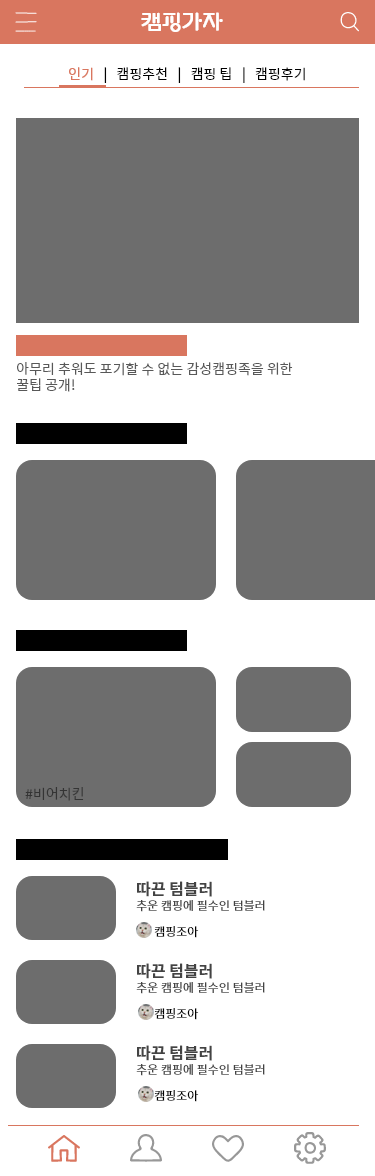 캠핑가자
인기 | 캠핑추천 | 캠핑 팁 | 캠핑후기
아무리 추워도 포기할 수 없는 감성캠핑족을 위한
꿀팁 공개!
#비어치킨
따끈 텀블러
추운 캠핑에 필수인 텀블러
캠핑조아
따끈 텀블러
추운 캠핑에 필수인 텀블러
캠핑조아
따끈 텀블러
추운 캠핑에 필수인 텀블러
캠핑조아